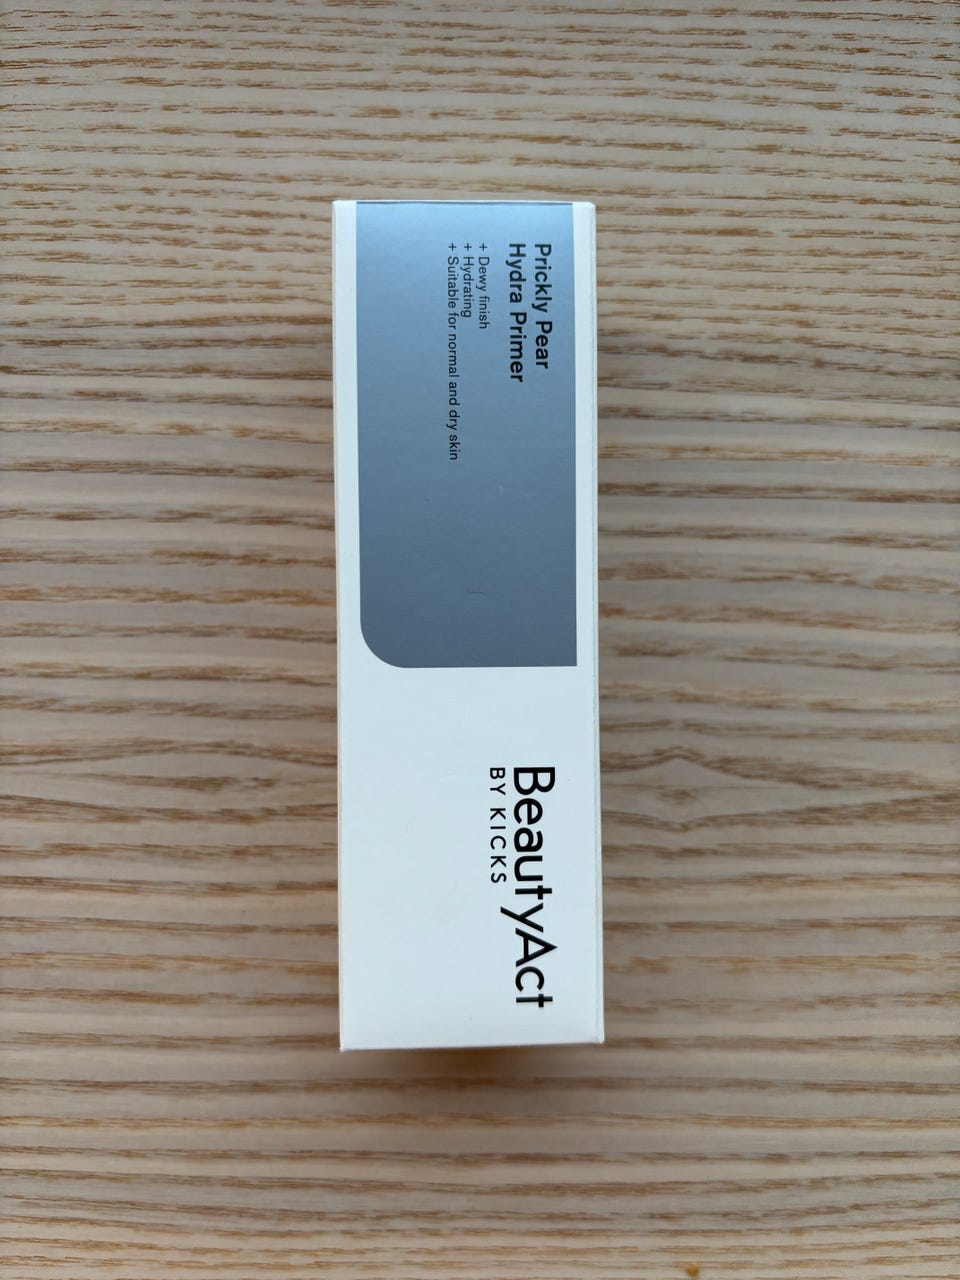 Prickly Pear
Hydra Primer
+ Dewy finish
+ Hydrating
+ Suitable for normal and dry skin
BeautyAct
BY KICKS